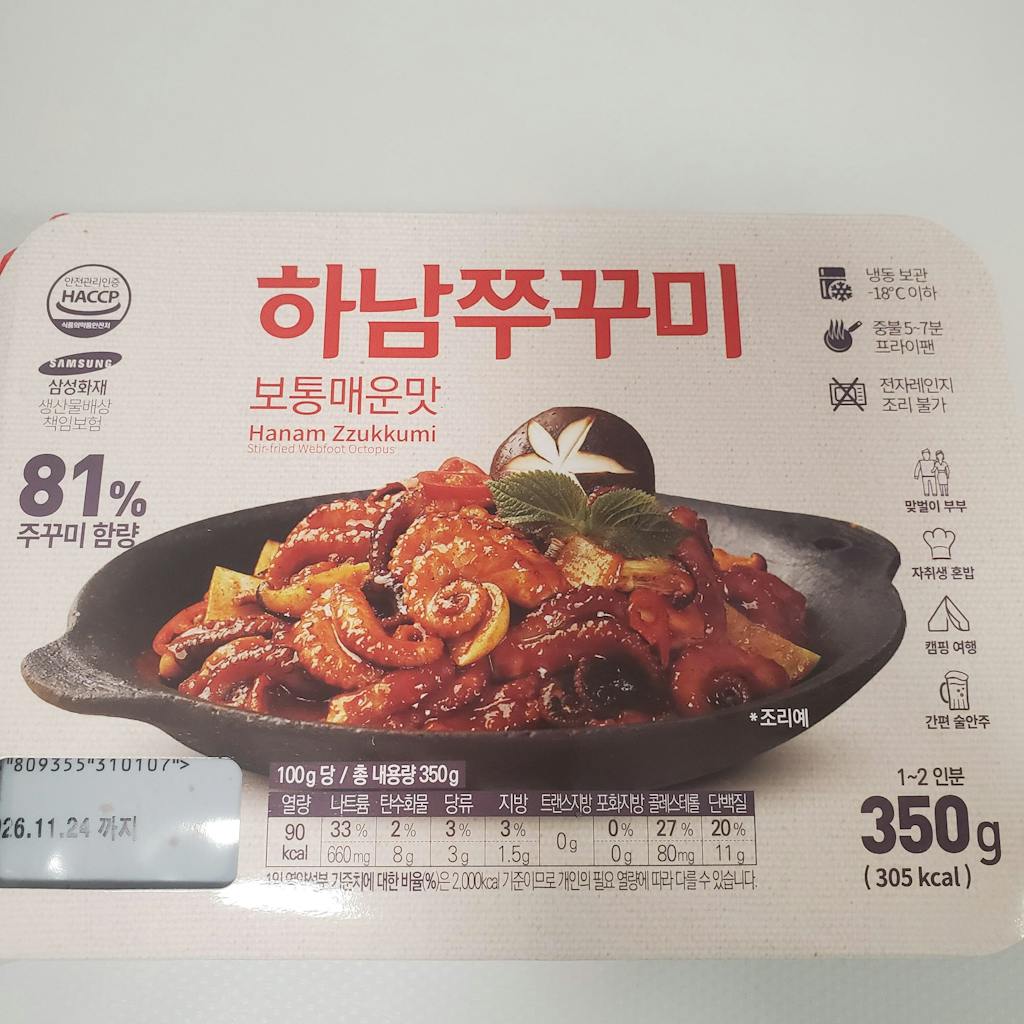 안전관리인증
HACCP
식품의약품안전처
SAMSUNG
삼성화재
생산물배상
책임보험
81%
주꾸미 함량
하남쭈꾸미
보통매운맛
Hanam Zzukkumi
Stir-fried Webfoot Octopus
냉동 보관
-18℃ 이하
중불 5~7분
프라이팬
전자레인지
조리 불가
맞벌이 부부
자취생 혼밥
캠핑 여행
간편 술안주
*조리예
"809355"310107">
26.11.24 까지
100g 당 / 총 내용량 350g
열량 나트륨 탄수화물 당류 지방 트랜스지방 포화지방 콜레스테롤 단백질
90 kcal 33% 2% 3% 3% 0g 0% 27% 20%
660mg 8g 3g 1.5g 0g 80mg 11g
1일 영양성분 기준치에 대한 비율(%)은 2,000kcal 기준이므로 개인의 필요 열량에 따라 다를 수 있습니다.
1~2 인분
350g
(305 kcal)